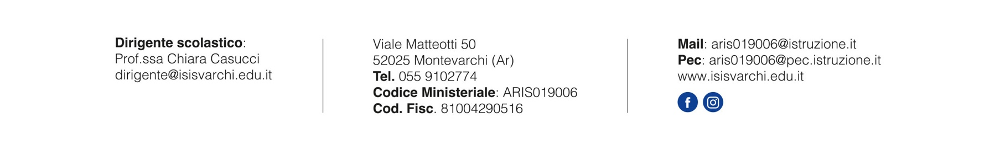 Dirigente scolastico:
Prof.ssa Chiara Casucci
dirigente@isisvarchi.edu.it
Viale Matteotti 50
52025 Montevarchi (Ar)
Tel. 055 9102774
Codice Ministeriale: ARIS019006
Cod. Fisc. 81004290516
Mail: aris019006@istruzione.it
Pec: aris019006@pec.istruzione.it
www.isisvarchi.edu.it